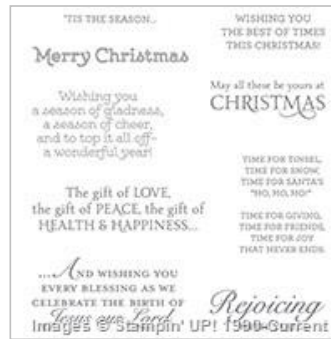 'TIS THE SEASON...
Merry Christmas
Wishing you
a season of gladness,
a season of cheer,
and to top it all off-
a wonderful year!
The gift of LOVE,
the gift of PEACE, the gift of
HEALTH & HAPPINESS...
...AND WISHING YOU
EVERY BLESSING AS WE
CELEBRATE THE BIRTH OF
Jesus our Lord
WISHING YOU
THE BEST OF TIMES
THIS CHRISTMAS!
May all these be yours at
CHRISTMAS
TIME FOR TINSEL,
TIME FOR SNOW,
TIME FOR SANTA'S
"HO, HO, HO!"
TIME FOR GIVING,
TIME FOR FRIENDS,
TIME FOR JOY
THAT NEVER ENDS.
Rejoicing
Images © Stampin' UP! 1990-Current